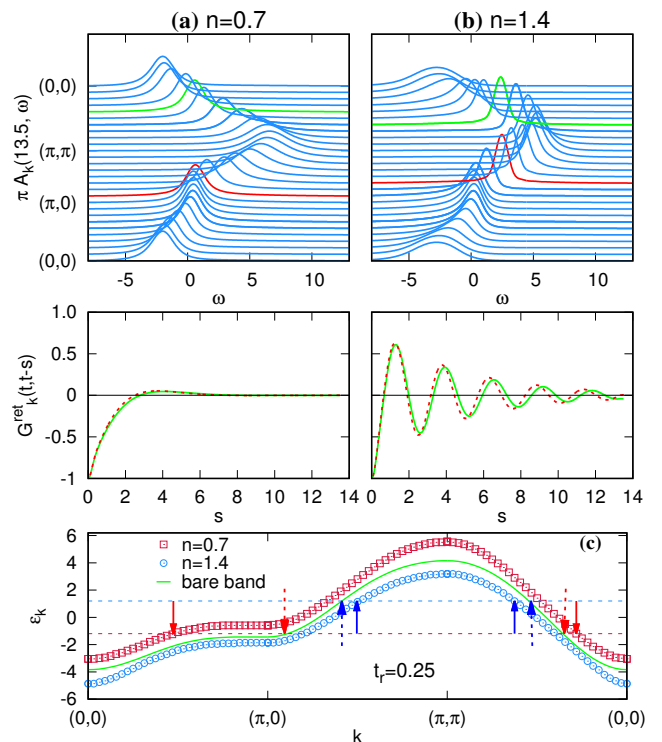 (a) n=0.7
(b) n=1.4
π A_k(13.5, ω)
(0,0)
(π,π)
(π,0)
(0,0)
-5 0 5 10
-5 0 5 10
ω
ω
G^ret_k(t,t-s)
1.0
0.5
0
-0.5
-1
0 2 4 6 8 10 12 14
0 2 4 6 8 10 12 14
s
s
(c)
n=0.7
n=1.4
bare band
ε_k
6
4
2
0
-2
-4
-6
t_r=0.25
(0,0) (π,0) (π,π) (0,0)
k